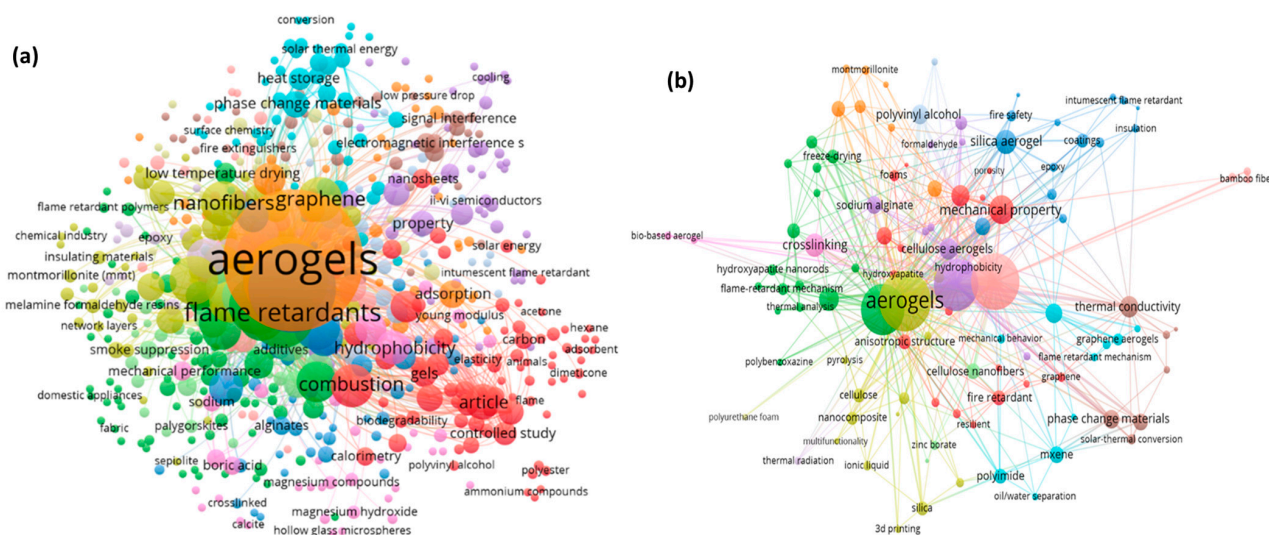 (a)
conversion
solar thermal energy
heat storage
cooling
phase change materials
low pressure drop
signal interference
surface chemistry
fire extinguishers
electromagnetic interference s
low temperature drying
nanosheets
nanofibers
graphene
ii-vi semiconductors
flame retardant polymers
property
chemical industry
epoxy
solar energy
insulating materials
aerogels
intumescent flame retardant
montmorillonite (mmt)
adsorption
melamine formaldehyde resins
flame retardants
young modulus
acetone
network layers
hexane
carbon
smoke suppression
additives
hydrophobicity
adsorbent
elasticity
animals
mechanical performance
gels
dimeticone
combustion
domestic appliances
sodium
article
flame
fabric
palygorskites
alginates
biodegradability
controlled study
sepiolite
boric acid
calorimetry
polyvinyl alcohol
polyester
magnesium compounds
ammonium compounds
crosslinked
magnesium hydroxide
calcite
hollow glass microspheres
(b)
montmorillonite
intumescent flame retardant
polyvinyl alcohol
fire safety
insulation
formaldehyde
silica aerogel
coatings
freeze-drying
foams
porosity
epoxy
bamboo fibe
sodium alginate
mechanical property
bio-based aerogel
crosslinking
cellulose aerogels
hydroxyapatite nanorods
hydroxyapatite
hydrophobicity
flame-retardant mechanism
aerogels
thermal analysis
thermal conductivity
anisotropic structure
mechanical behavior
graphene aerogels
polybenzoxazine
pyrolysis
flame retardant mechanism
cellulose nanofibers
graphene
cellulose
fire retardant
polyurethane foam
nanocomposite
resilient
phase change materials
multifunctionality
zinc borate
solar-thermal conversion
thermal radiation
ionic liquid
mxene
polyimide
oil/water separation
silica
3d printing